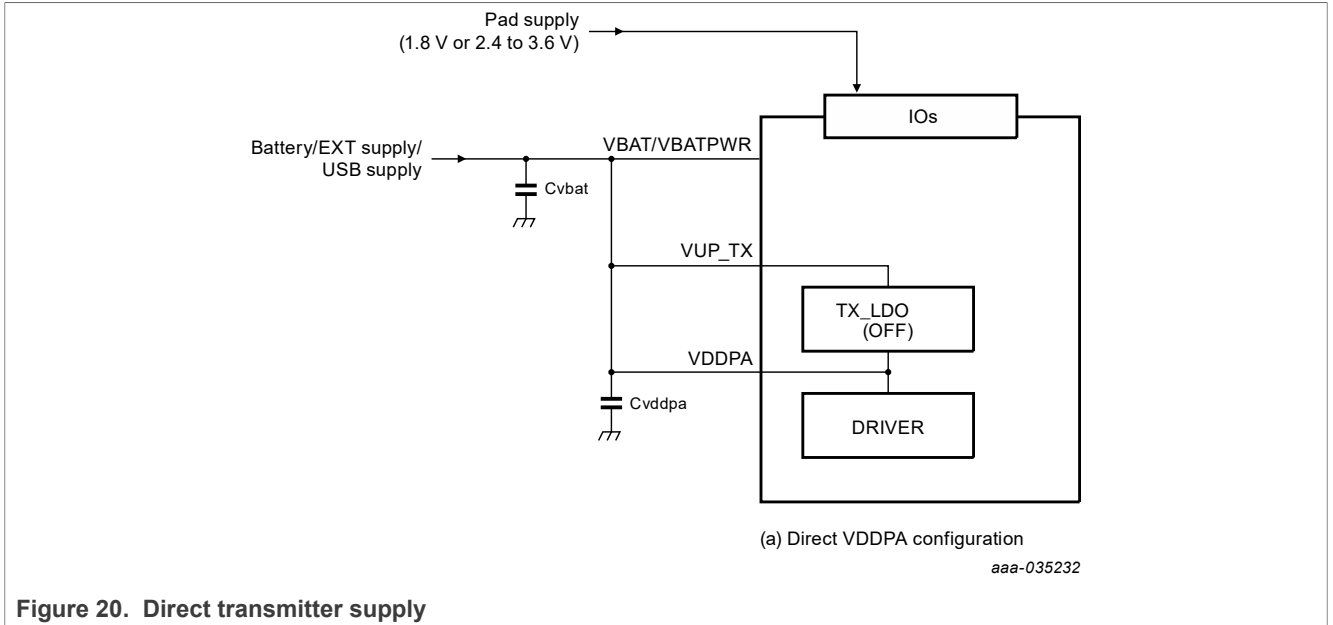 Pad supply
(1.8 V or 2.4 to 3.6 V)
IOs
Battery/EXT supply/
USB supply
VBAT/VBATPWR
Cvbat
VUP_TX
TX_LDO
(OFF)
VDDPA
Cvddpa
DRIVER
(a) Direct VDDPA configuration
aaa-035232
Figure 20. Direct transmitter supply